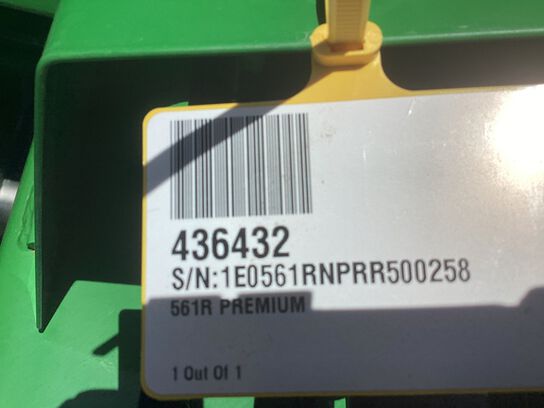 436432
S/N:1E0561RNPRR500258
561R PREMIUM
1 Out Of 1